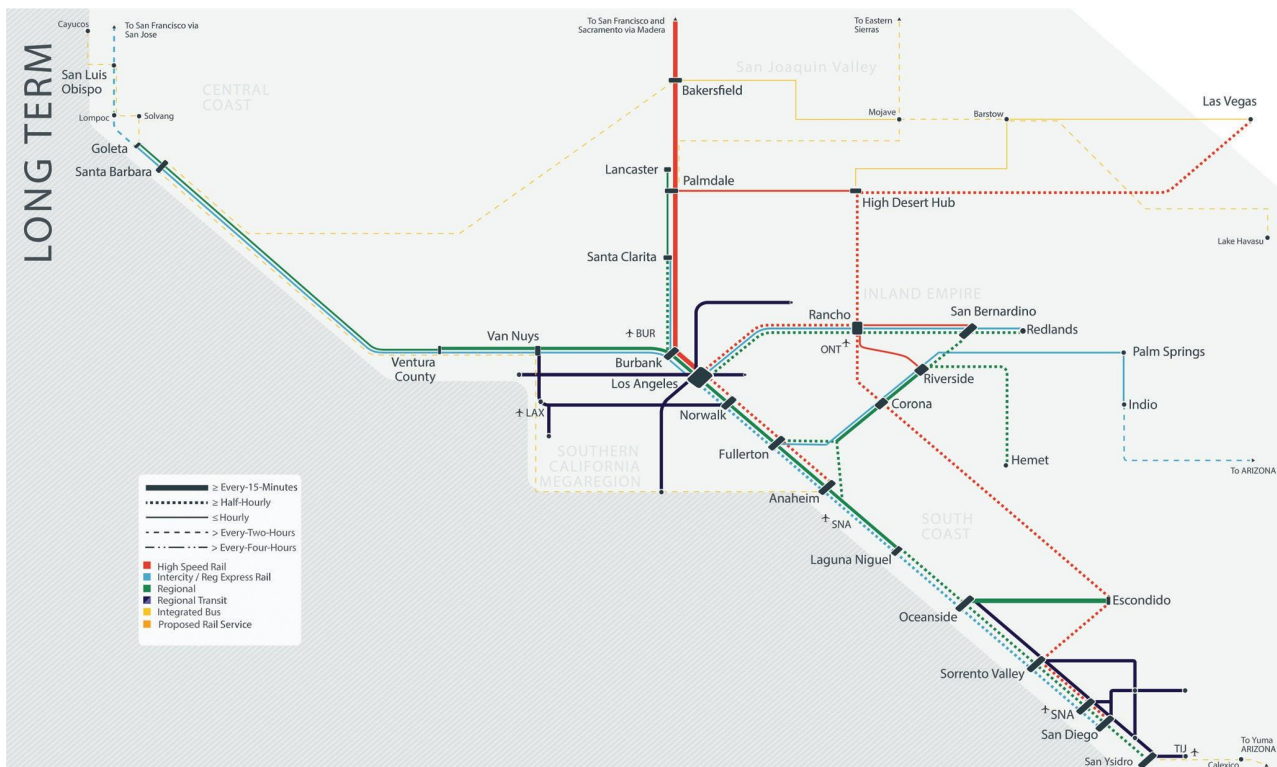 LONG TERM
Cayucos
To San Francisco via
San Jose
To San Francisco and
Sacramento via Madera
To Eastern
Sierras
San Joaquin Valley
San Luis
Obispo
CENTRAL
COAST
Bakersfield
Las Vegas
Lompoc
Solvang
Mojave
Barstow
Goleta
Santa Barbara
Lancaster
Palmdale
High Desert Hub
Lake Havasu
Santa Clarita
INLAND EMPIRE
Rancho
San Bernardino
Redlands
Van Nuys
BUR
ONT
Burbank
Palm Springs
Ventura
County
Los Angeles
Riverside
LAX
Norwalk
Corona
Indio
Fullerton
SOUTHERN
CALIFORNIA
MEGAREGION
Hemet
To ARIZONA
Anaheim
SNA
SOUTH
COAST
≥ Every-15-Minutes
≥ Half-Hourly
≤ Hourly
> Every-Two-Hours
> Every-Four-Hours
High Speed Rail
Intercity / Reg Express Rail
Regional
Regional Transit
Integrated Bus
Proposed Rail Service
Laguna Niguel
Oceanside
Escondido
Sorrento Valley
SNA
San Diego
TIJ
To Yuma
ARIZONA
San Ysidro
Calexico